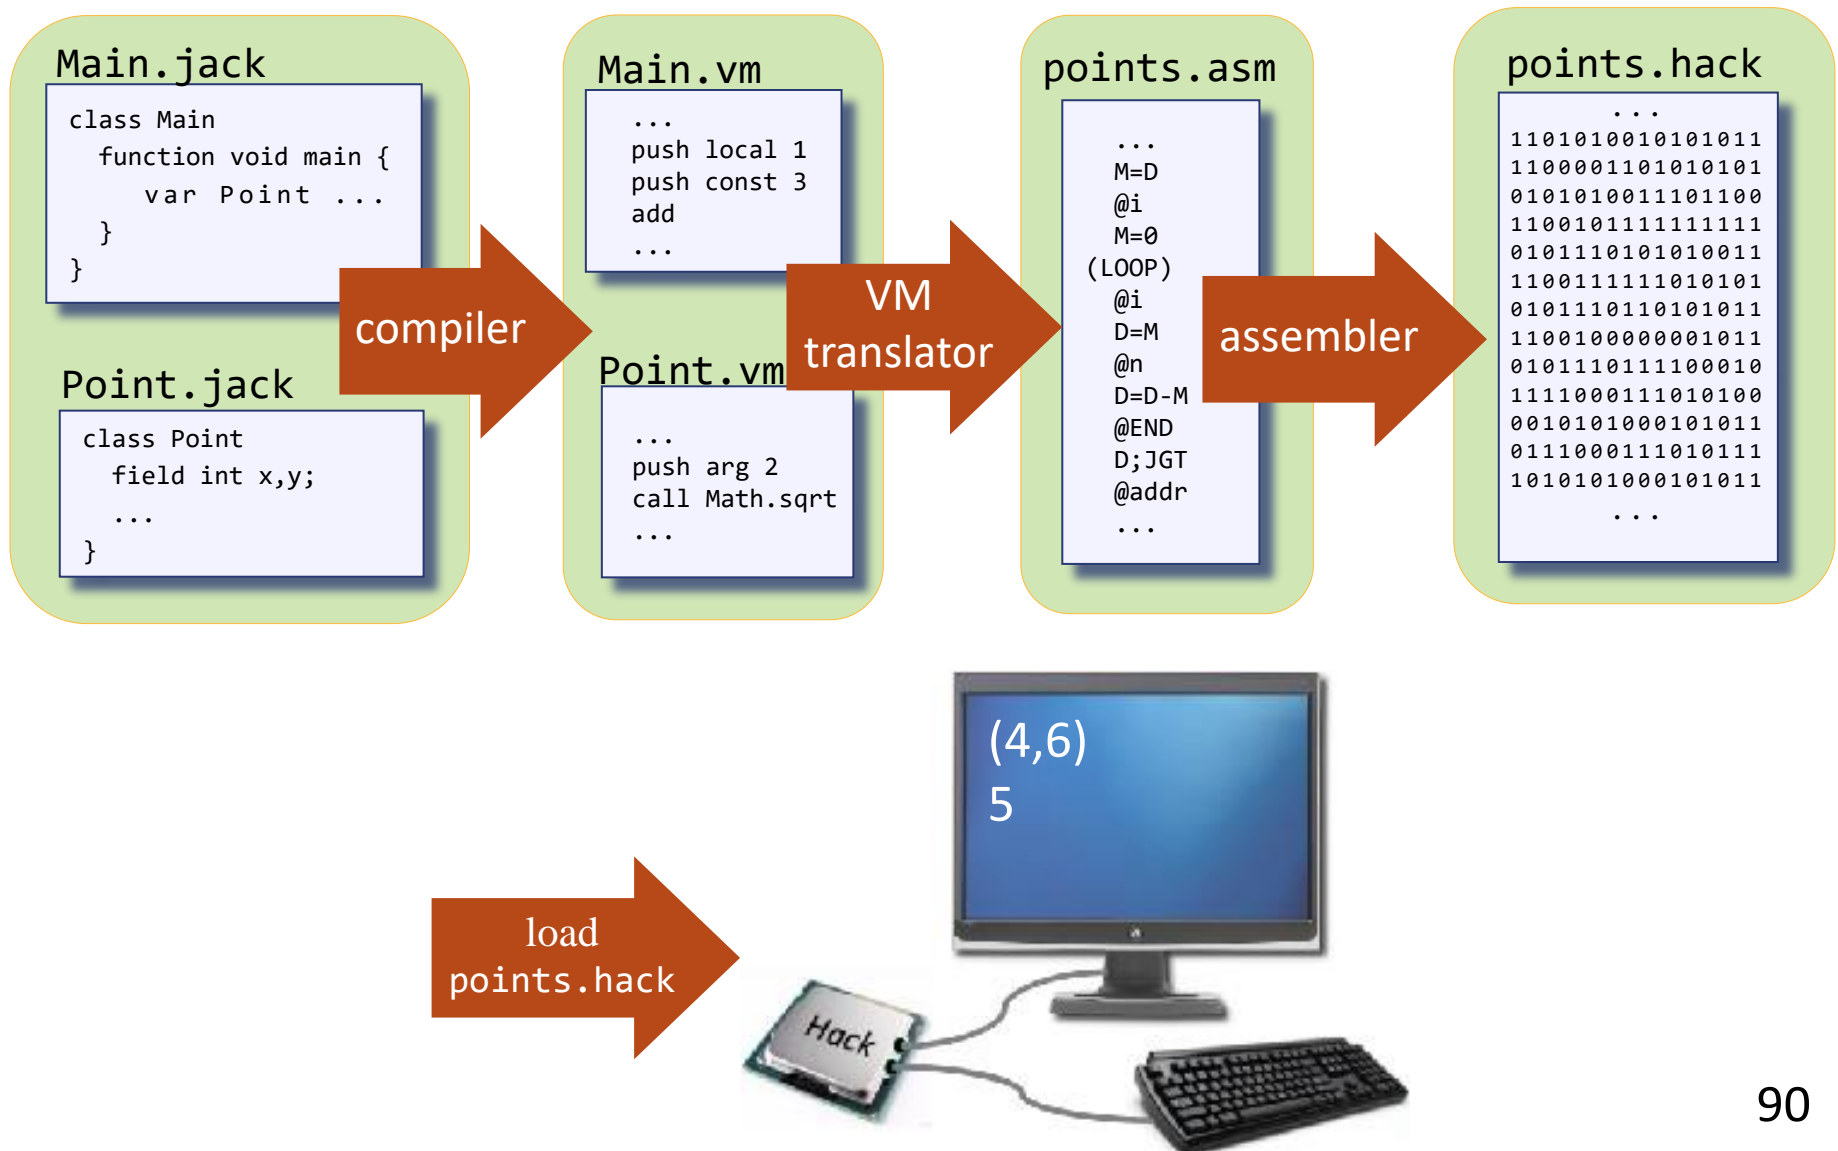 Main.jack
class Main
function void main {
var Point ...
}
}
Point.jack
class Point
field int x,y;
...
}
compiler
Main.vm
...
push local 1
push const 3
add
...
Point.vm
...
push arg 2
call Math.sqrt
...
VM
translator
points.asm
...
M=D
@i
M=0
(LOOP)
@i
D=M
@n
D=D-M
@END
D;JGT
@addr
...
assembler
points.hack
...
1101010010101011
1100001101010101
0101010011101100
1100101111111111
0101110101010011
1100111111010101
0101110110101011
1100100000001011
0101110111100010
1111000111010100
0010101000101011
0111000111010111
1010101000101011
...
load
points.hack
Hack
(4,6)
5
90